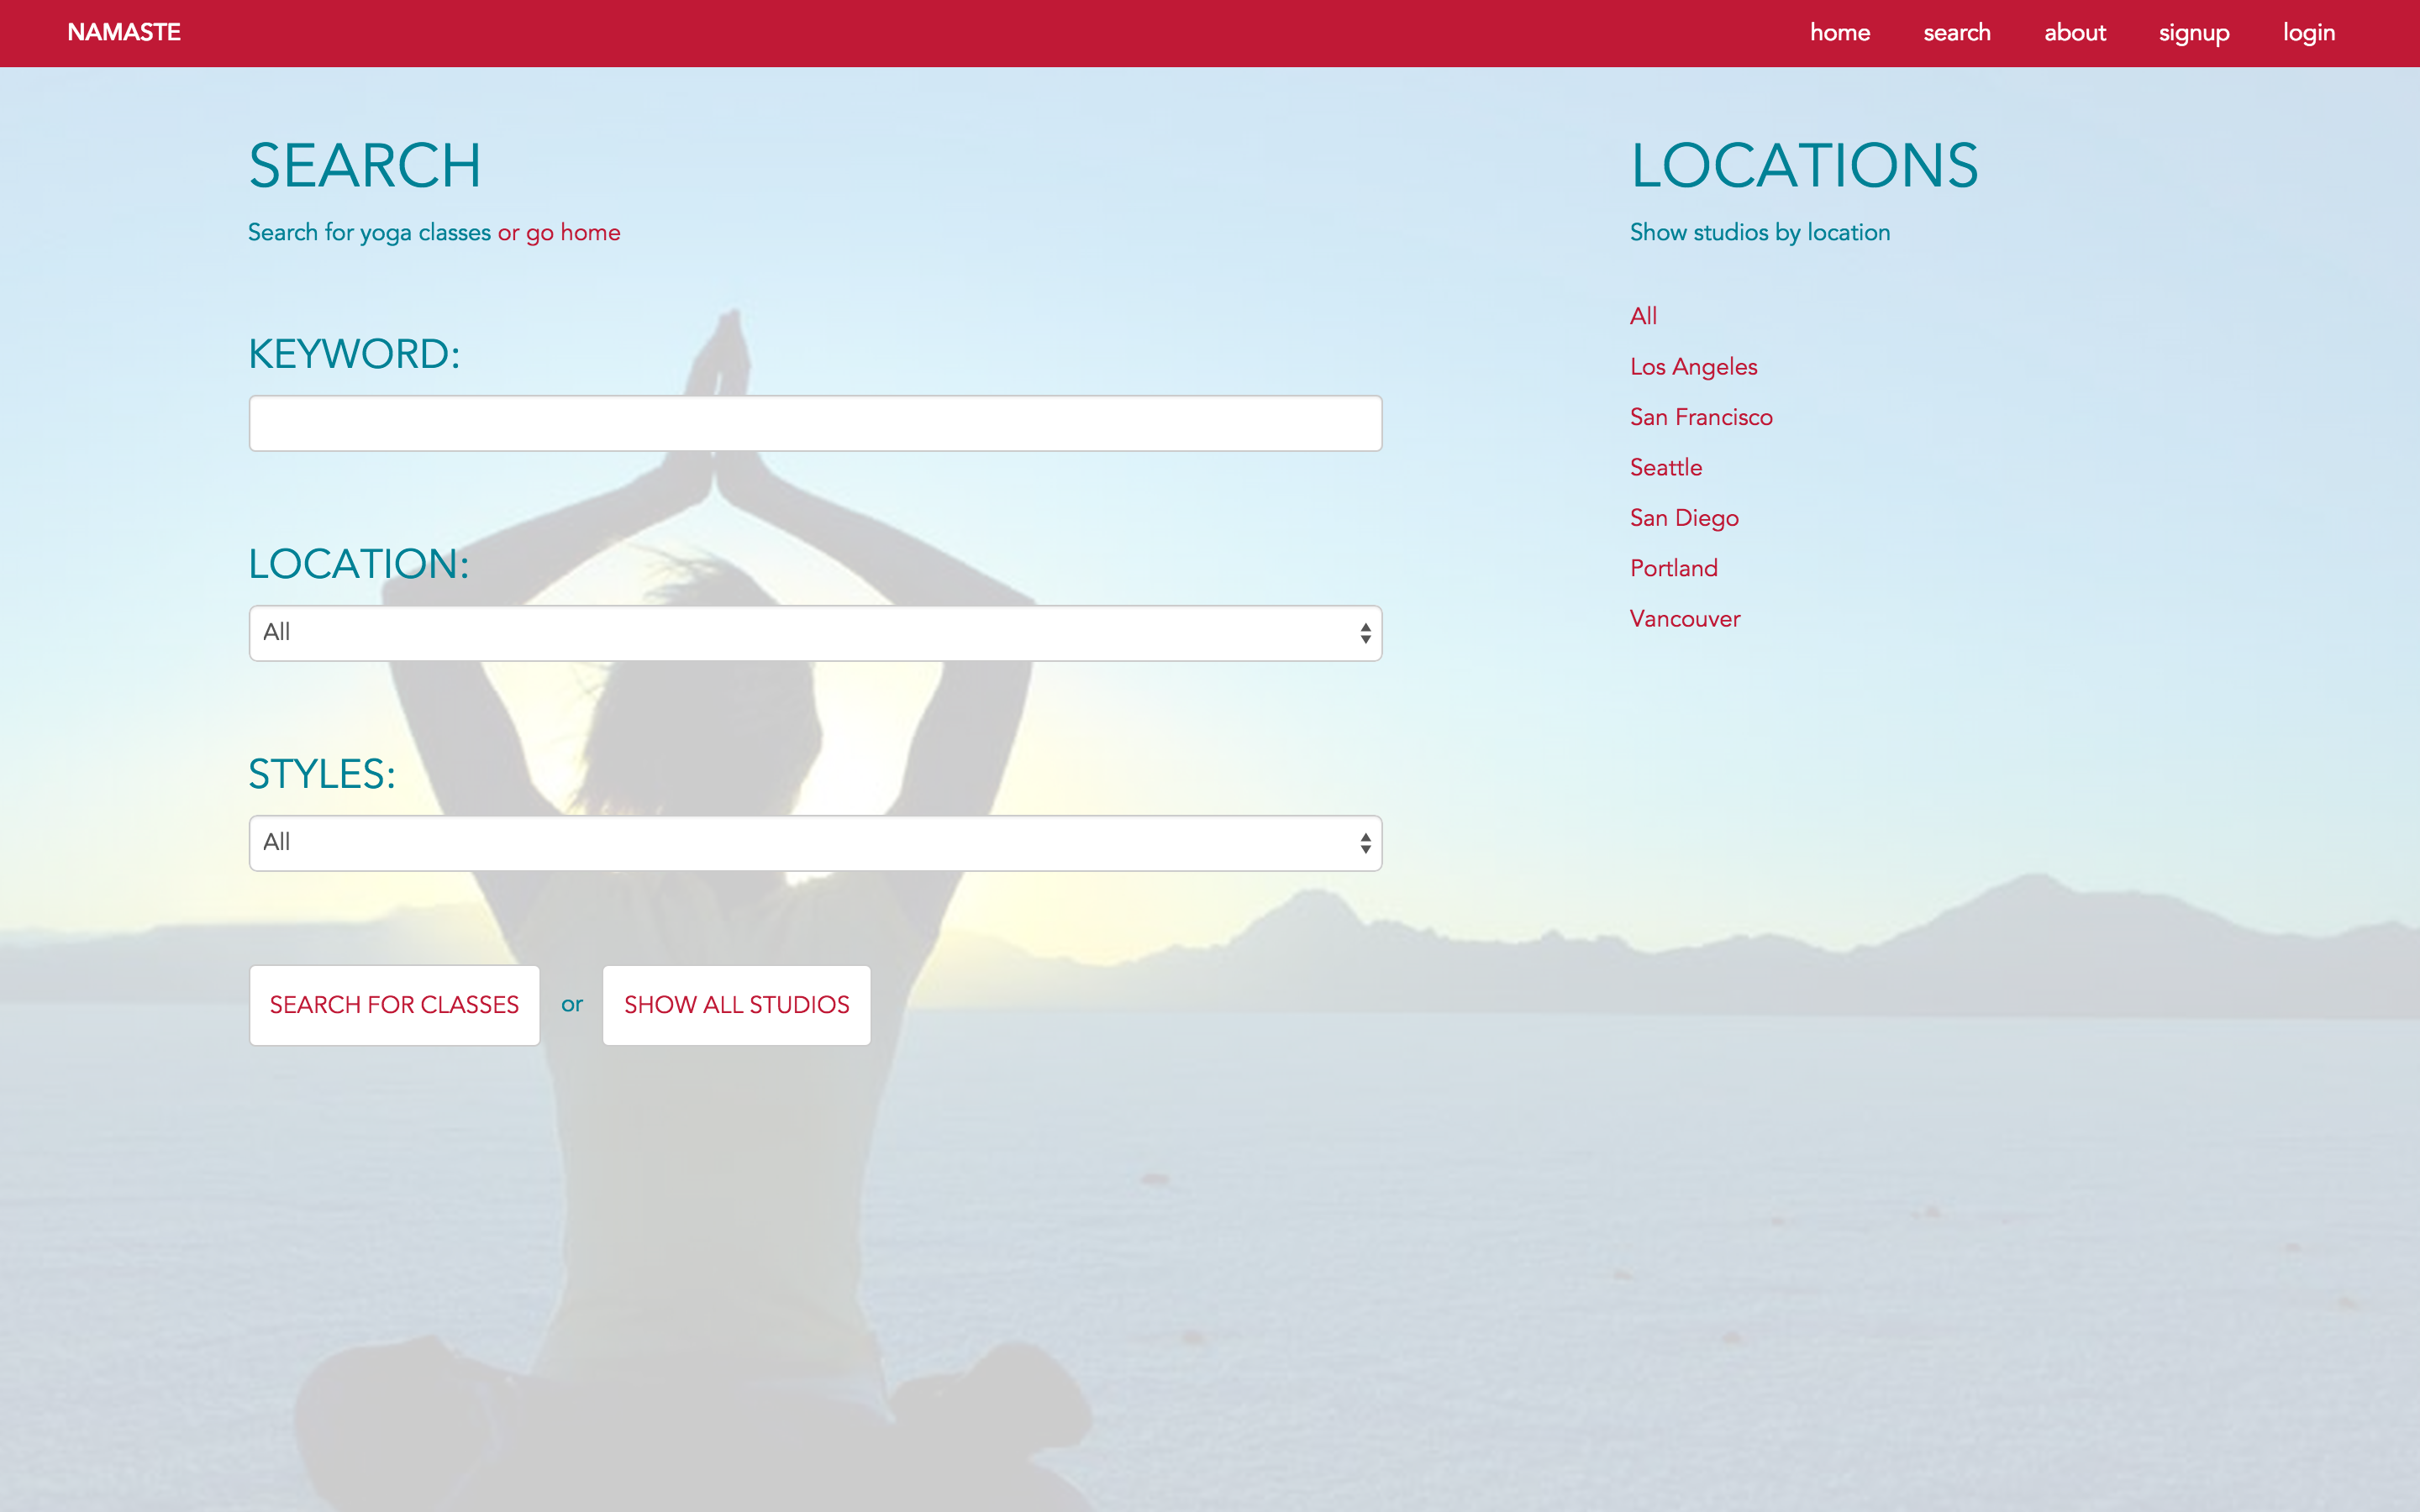 NAMASTE
home search about signup login
SEARCH
Search for yoga classes or go home
KEYWORD:
LOCATION:
All
STYLES:
All
SEARCH FOR CLASSES or SHOW ALL STUDIOS
LOCATIONS
Show studios by location
All
Los Angeles
San Francisco
Seattle
San Diego
Portland
Vancouver